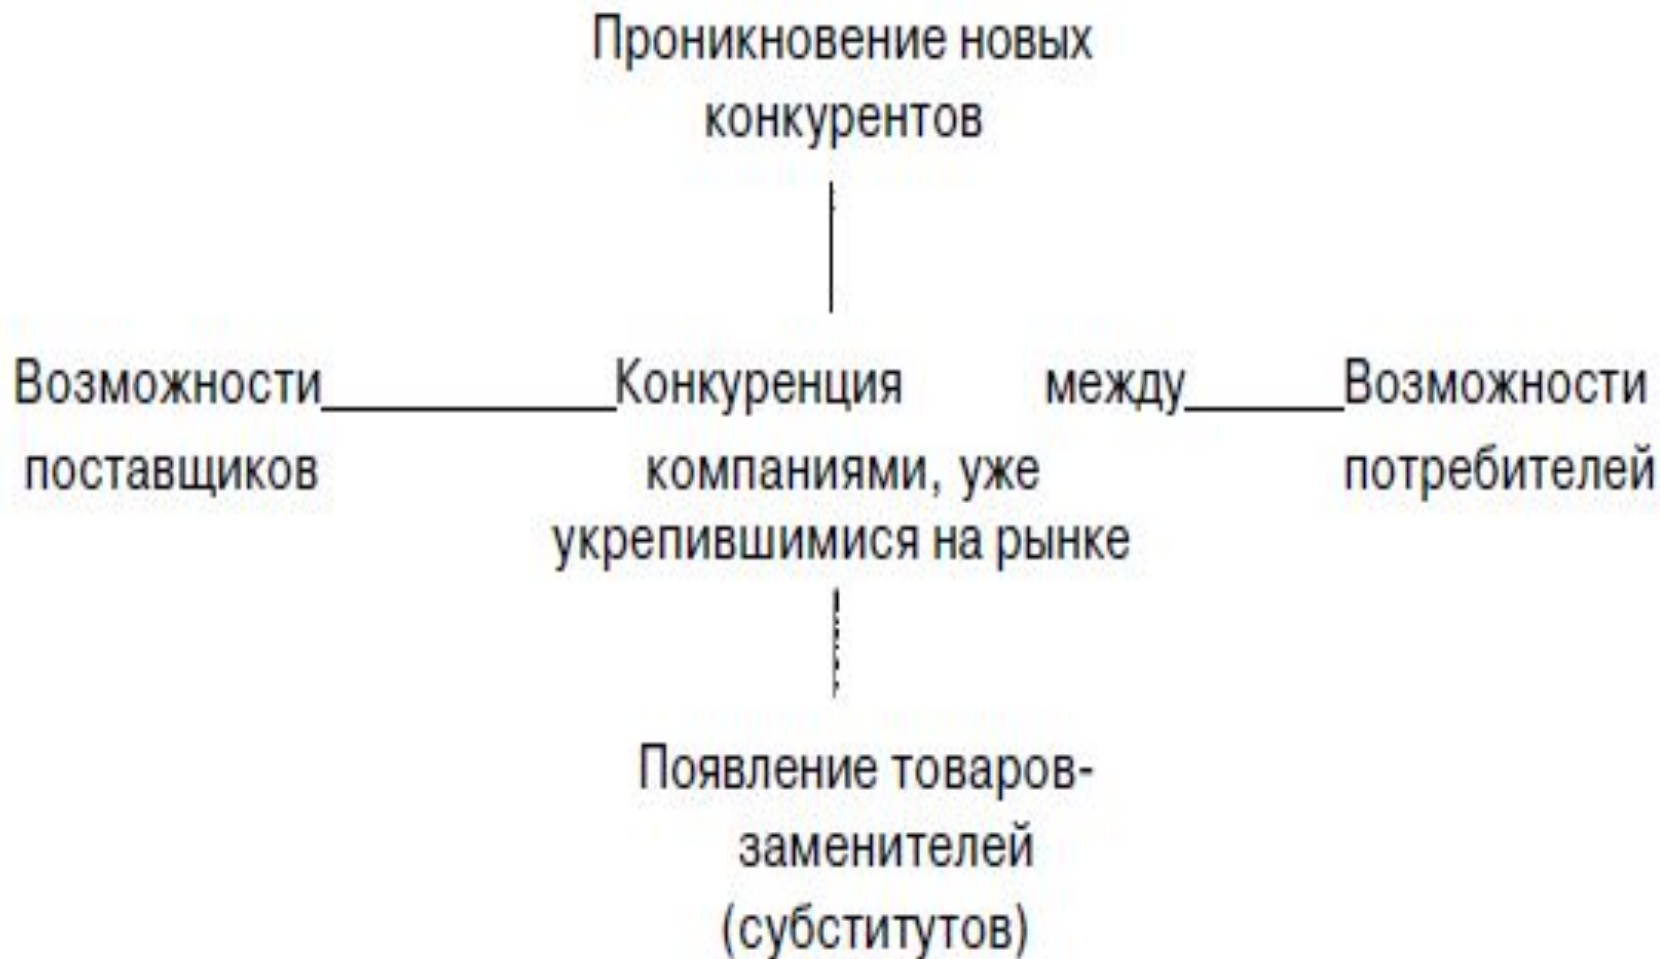 Проникновение новых
конкурентов
Возможности Конкуренция между Возможности
поставщиков компаниями, уже потребителей
укрепившимися на рынке
Появление товаров-
заменителей
(субститутов)